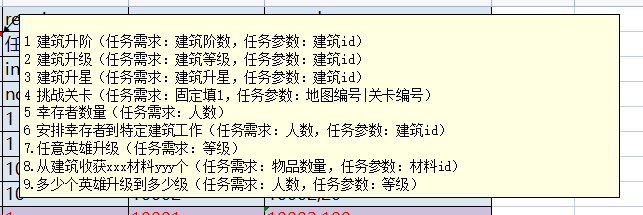 1 建筑升阶（任务需求：建筑阶数，任务参数：建筑id）
2 建筑升级（任务需求：建筑等级，任务参数：建筑id）
3 建筑升星（任务需求：建筑升星，任务参数：建筑id）
4 挑战关卡（任务需求：固定填1，任务参数：地图编号|关卡编号）
5 幸存者数量（任务需求：人数）
6 安排幸存者到特定建筑工作（任务需求：人数，任务参数：建筑id）
7.任意英雄升级（任务需求：等级）
8.从建筑收获xxx材料yyy个（任务需求：物品数量，任务参数：材料id）
9.多少个英雄升级到多少级（任务需求：人数，任务参数：等级）